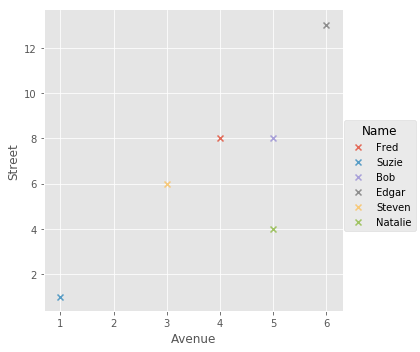 12
10
8
6
4
2
Street
1
2
3
4
5
6
Avenue
Name
Fred
Suzie
Bob
Edgar
Steven
Natalie